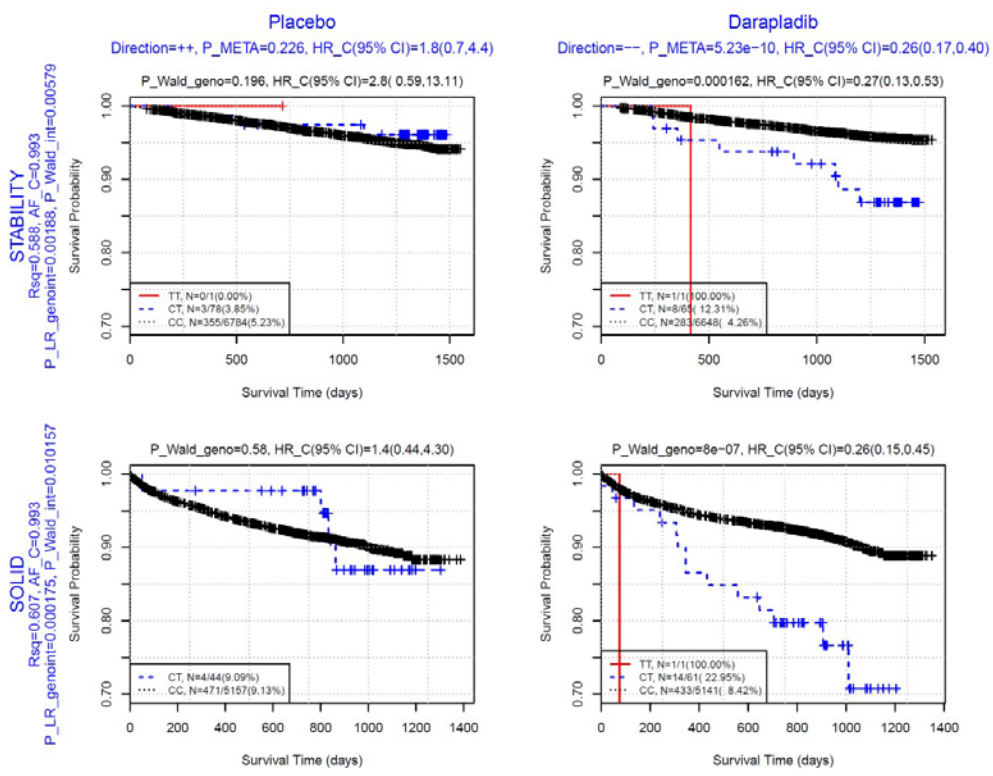 Placebo
Direction=++, P_META=0.226, HR_C(95% CI)=1.8(0.7,4.4)
Darapladib
Direction=−−, P_META=5.23e−10, HR_C(95% CI)=0.26(0.17,0.40)
STABILITY
Rsq=0.588, AF_C=0.993
P_LR_genoint=0.00188, P_Wald_int=0.00579
P_Wald_geno=0.196, HR_C(95% CI)=2.8( 0.59,13.11)
Survival Probability
1.00
0.90
0.80
0.70
TT, N=0/1(0.00%)
CT, N=3/78(3.85%)
CC, N=355/6784(5.23%)
0 500 1000 1500
Survival Time (days)
P_Wald_geno=0.000162, HR_C(95% CI)=0.27(0.13,0.53)
Survival Probability
1.00
0.90
0.80
0.70
TT, N=1/1(100.00%)
CT, N=8/65( 12.31%)
CC, N=283/6648( 4.26%)
0 500 1000 1500
Survival Time (days)
SOLID
Rsq=0.607, AF_C=0.993
P_LR_genoint=0.000175, P_Wald_int=0.010157
P_Wald_geno=0.58, HR_C(95% CI)=1.4(0.44,4.30)
Survival Probability
1.00
0.90
0.80
0.70
CT, N=4/44(9.09%)
CC, N=471/5157(9.13%)
0 200 400 600 800 1000 1200 1400
Survival Time (days)
P_Wald_geno=8e−07, HR_C(95% CI)=0.26(0.15,0.45)
Survival Probability
1.00
0.90
0.80
0.70
TT, N=1/1(100.00%)
CT, N=14/61( 22.95%)
CC, N=433/5141( 8.42%)
0 200 400 600 800 1000 1200 1400
Survival Time (days)